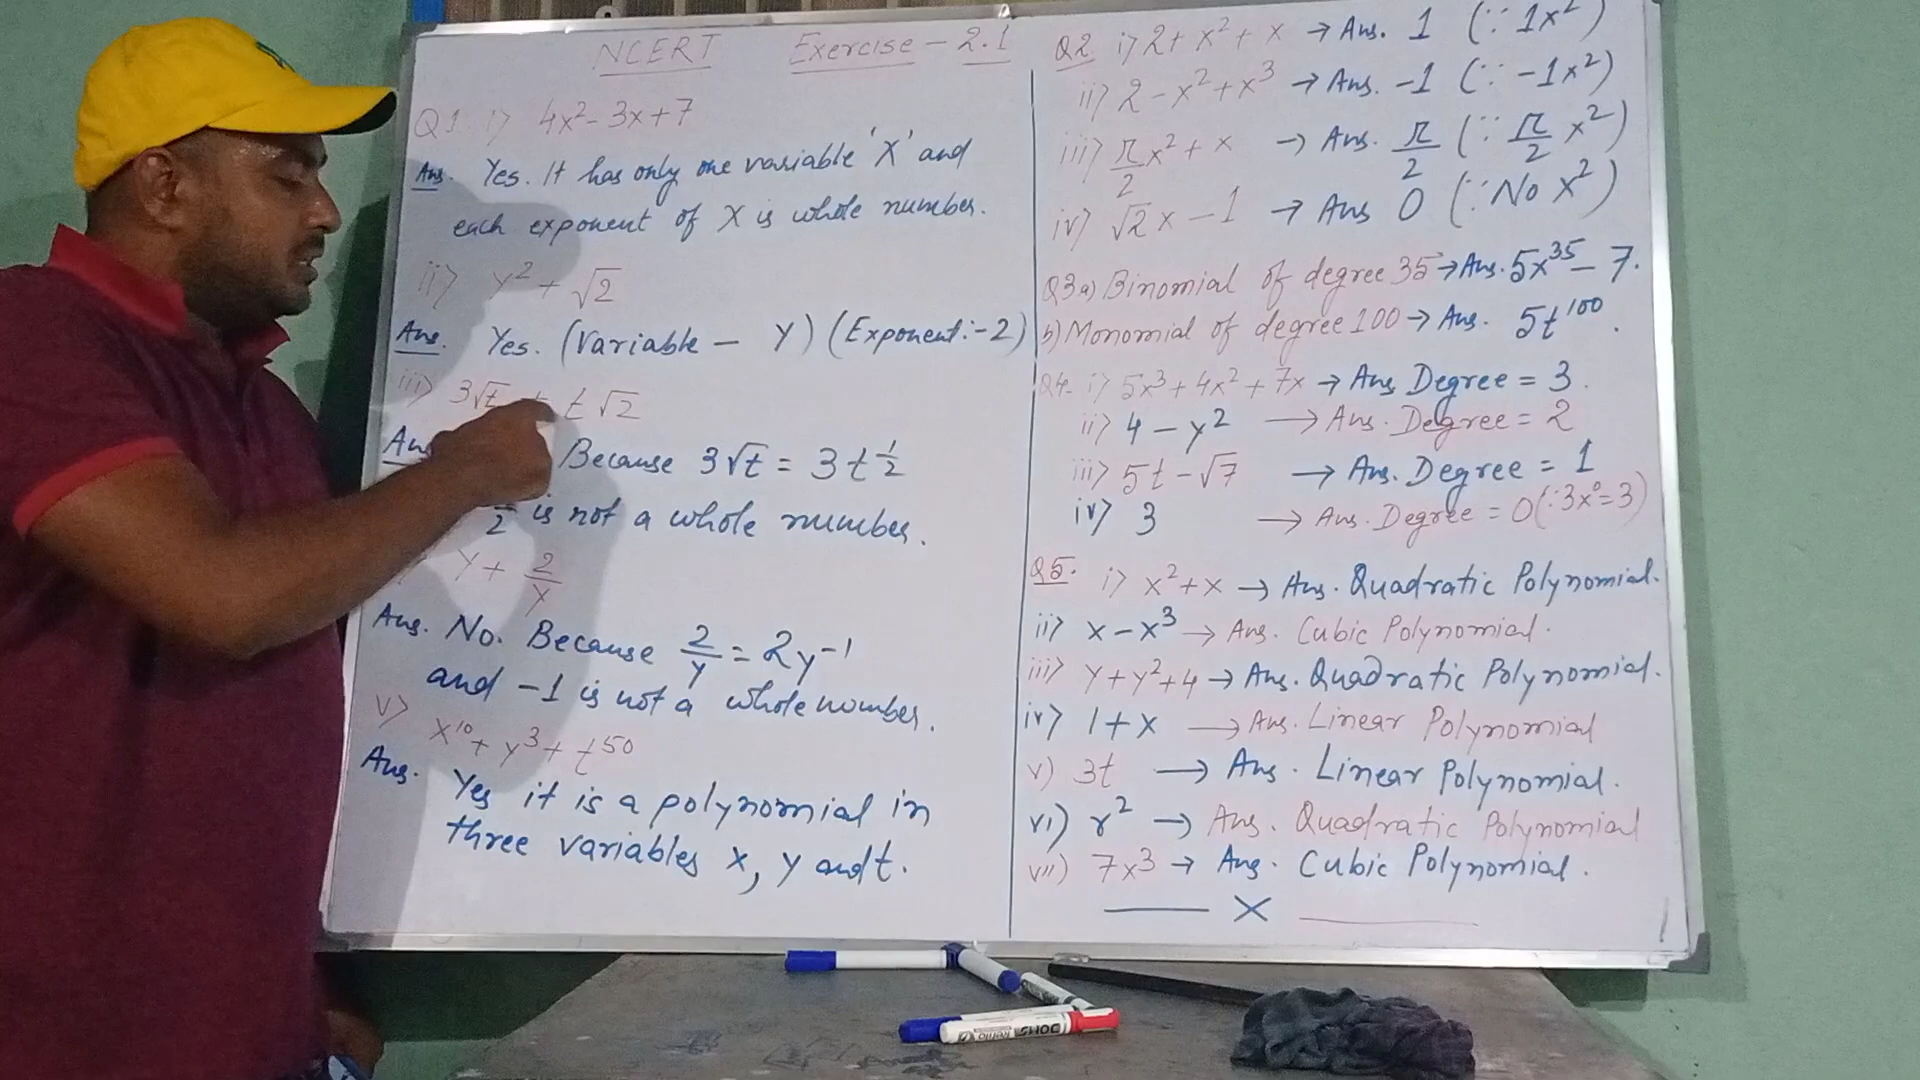 NCERT Exercise - 2.1
Q1. i) 4x² - 3x + 7
Ans. Yes. It has only one variable 'X' and
each exponent of X is whole number.
ii) y² + √2
Ans. Yes. (Variable - Y) (Exponent:-2)
iii) 3√t + t√2
Ans Because 3√t = 3t^1/2
2 is not a whole number.
y + 2/y
Ans. No. Because 2/y = 2y⁻¹
and -1 is not a whole number.
v) x¹⁰ + y³ + t⁵⁰
Ans. Yes it is a polynomial in
three variables x, y and t.
Q2 i) 2 + x² + x → Ans. 1 (∵ 1x²)
ii) 2 - x² + x³ → Ans. -1 (∵ -1x²)
iii) π/2 x² + x → Ans. π/2 (∵ π/2 x²)
iv) √2x - 1 → Ans 0 (∵ No x²)
Q3 a) Binomial of degree 35 → Ans. 5x³⁵ - 7.
b) Monomial of degree 100 → Ans. 5t¹⁰⁰.
Q4- i) 5x³ + 4x² + 7x → Ans Degree = 3.
ii) 4 - y² → Ans. Degree = 2
iii) 5t - √7 → Ans. Degree = 1
iv) 3 → Ans. Degree = 0 (∵ 3x⁰ = 3)
Q5. i) x² + x → Ans. Quadratic Polynomial.
ii) x - x³ → Ans. Cubic Polynomial.
iii) y + y² + 4 → Ans. Quadratic Polynomial.
iv) 1 + x → Ans. Linear Polynomial
v) 3t → Ans. Linear Polynomial.
vi) r² → Ans. Quadratic Polynomial
vii) 7x³ → Ans. Cubic Polynomial.
— X —
DOMS